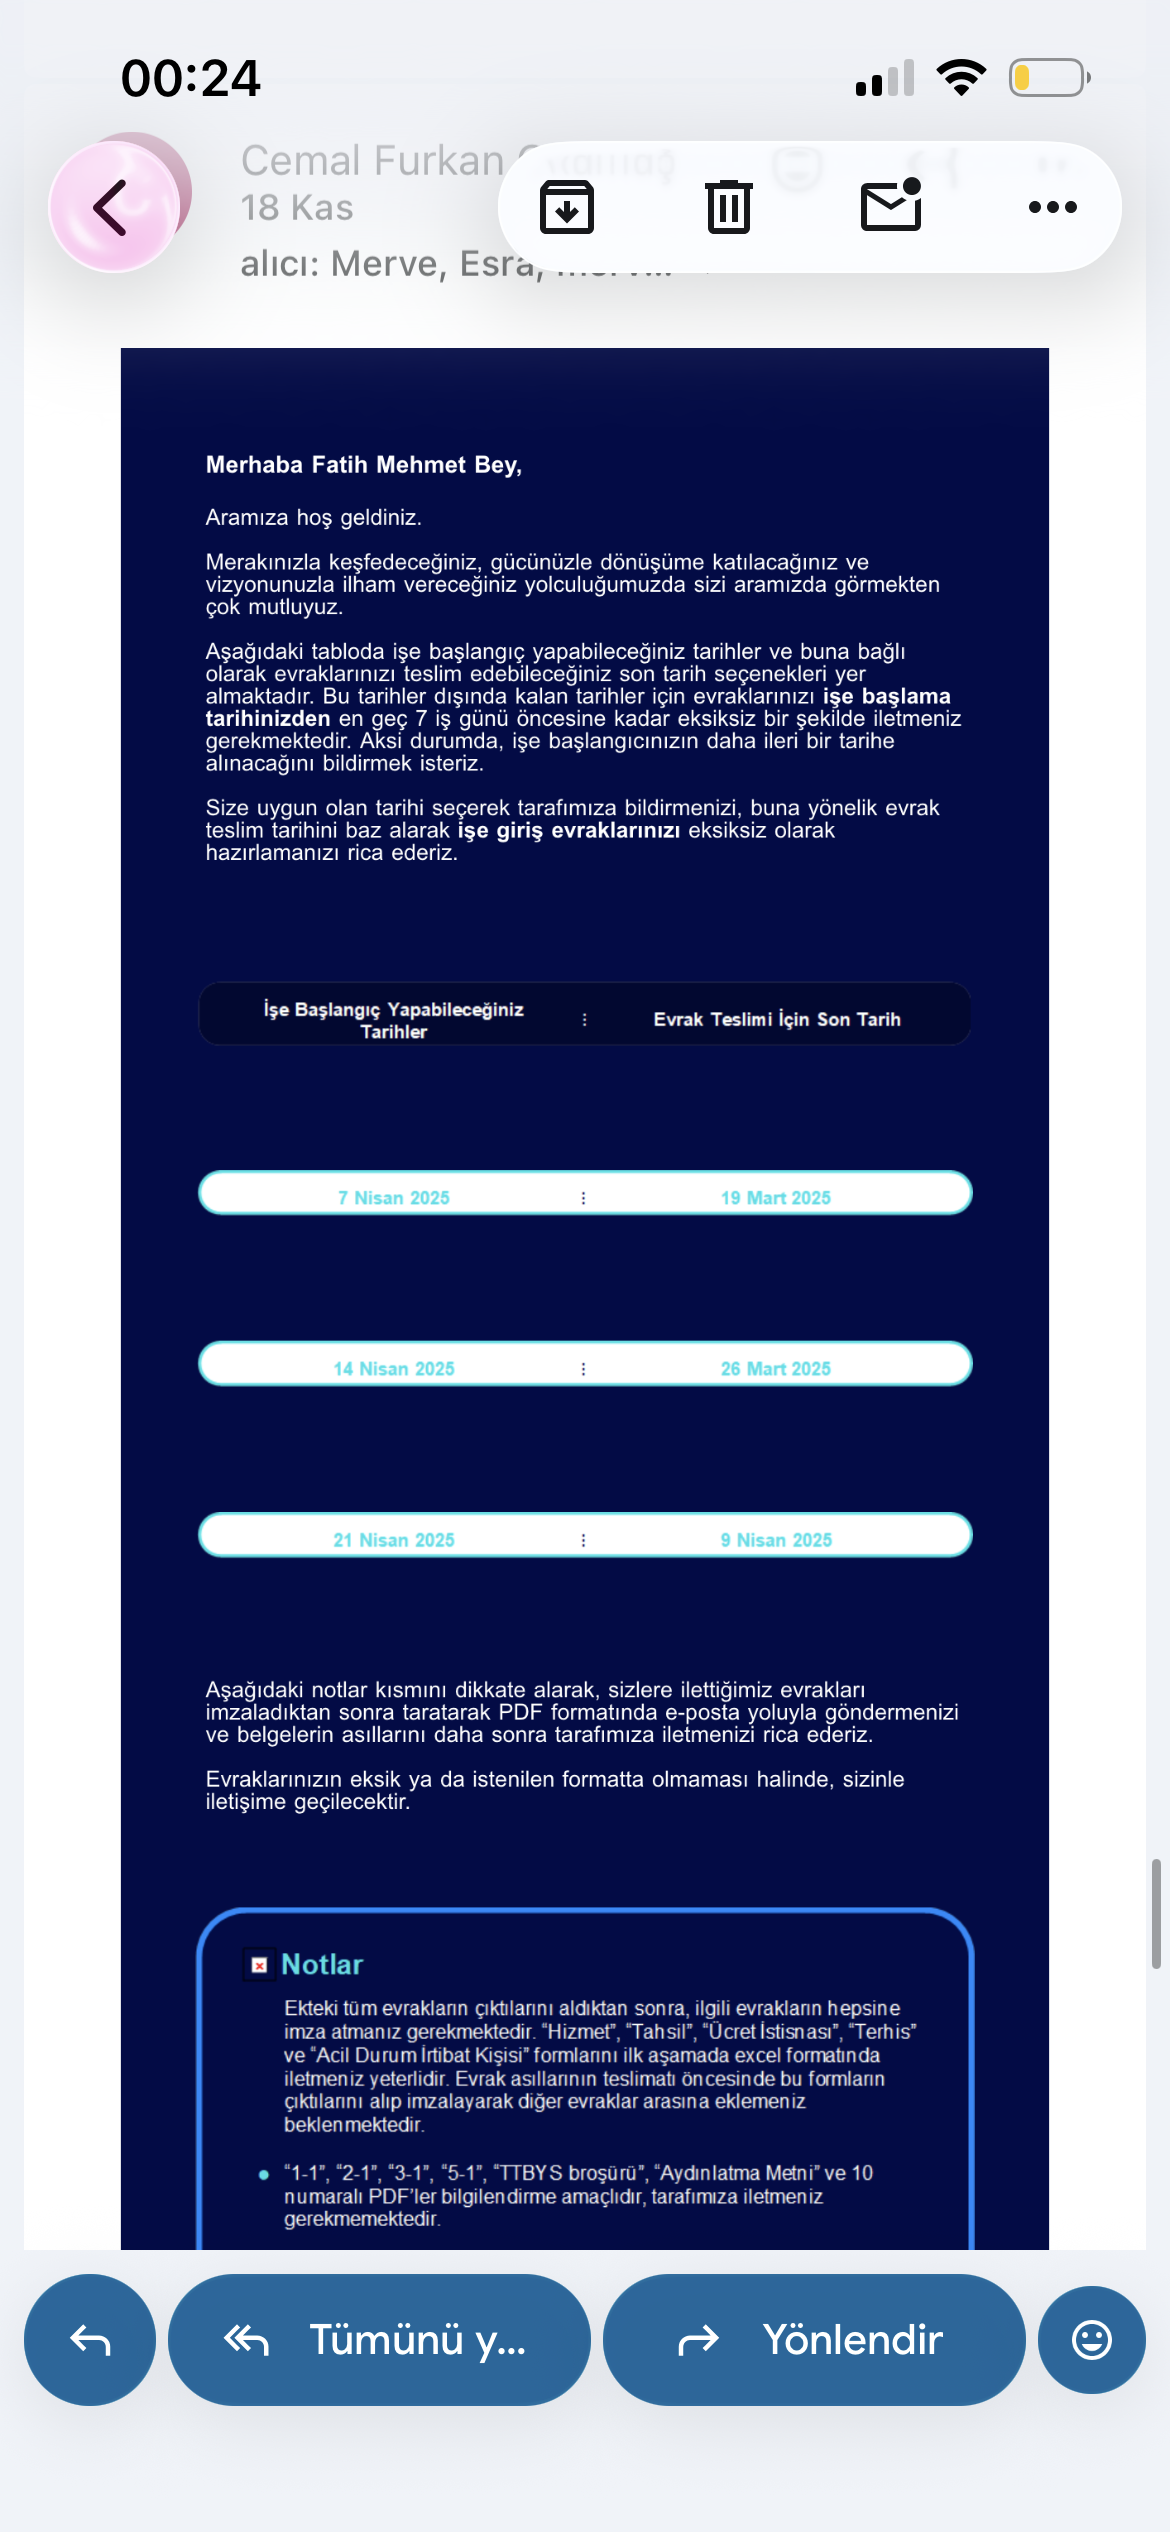 00:24
Cemal Furkan
18 Kas
alıcı: Merve, Esra,
Merhaba Fatih Mehmet Bey,
Aramıza hoş geldiniz.
Merakınızla keşfedeceğiniz, gücünüzle dönüşüme katılacağınız ve
vizyonunuzla ilham vereceğiniz yolculuğumuzda sizi aramızda görmekten
çok mutluyuz.
Aşağıdaki tabloda işe başlangıç yapabileceğiniz tarihler ve buna bağlı
olarak evraklarınızı teslim edebileceğiniz son tarih seçenekleri yer
almaktadır. Bu tarihler dışında kalan tarihler için evraklarınızı işe başlama
tarihinizden en geç 7 iş günü öncesine kadar eksiksiz bir şekilde iletmeniz
gerekmektedir. Aksi durumda, işe başlangıcınızın daha ileri bir tarihe
alınacağını bildirmek isteriz.
Size uygun olan tarihi seçerek tarafımıza bildirmenizi, buna yönelik evrak
teslim tarihini baz alarak işe giriş evraklarınızı eksiksiz olarak
hazırlamanızı rica ederiz.
İşe Başlangıç Yapabileceğiniz
Tarihler
Evrak Teslimi İçin Son Tarih
7 Nisan 2025 19 Mart 2025
14 Nisan 2025 26 Mart 2025
21 Nisan 2025 9 Nisan 2025
Aşağıdaki notlar kısmını dikkate alarak, sizlere ilettiğimiz evrakları
imzaladıktan sonra taratarak PDF formatında e-posta yoluyla göndermenizi
ve belgelerin asıllarını daha sonra tarafımıza iletmenizi rica ederiz.
Evraklarınızın eksik ya da istenilen formatta olmaması halinde, sizinle
iletişime geçilecektir.
Notlar
Ekteki tüm evrakların çıktılarını aldıktan sonra, ilgili evrakların hepsine
imza atmanız gerekmektedir. “Hizmet”, “Tahsil”, “Ücret İstisnası”, “Terhis”
ve “Acil Durum İrtibat Kişisi” formlarını ilk aşamada excel formatında
iletmeniz yeterlidir. Evrak asıllarının teslimatı öncesinde bu formların
çıktılarını alıp imzalayarak diğer evraklar arasına eklemeniz
beklenmektedir.
“1-1”, “2-1”, “3-1”, “5-1”, “TTBYS broşürü”, “Aydınlatma Metni” ve 10
numaralı PDF’ler bilgilendirme amaçlıdır, tarafımıza iletmeniz
gerekmemektedir.
Tümünü y...
Yönlendir